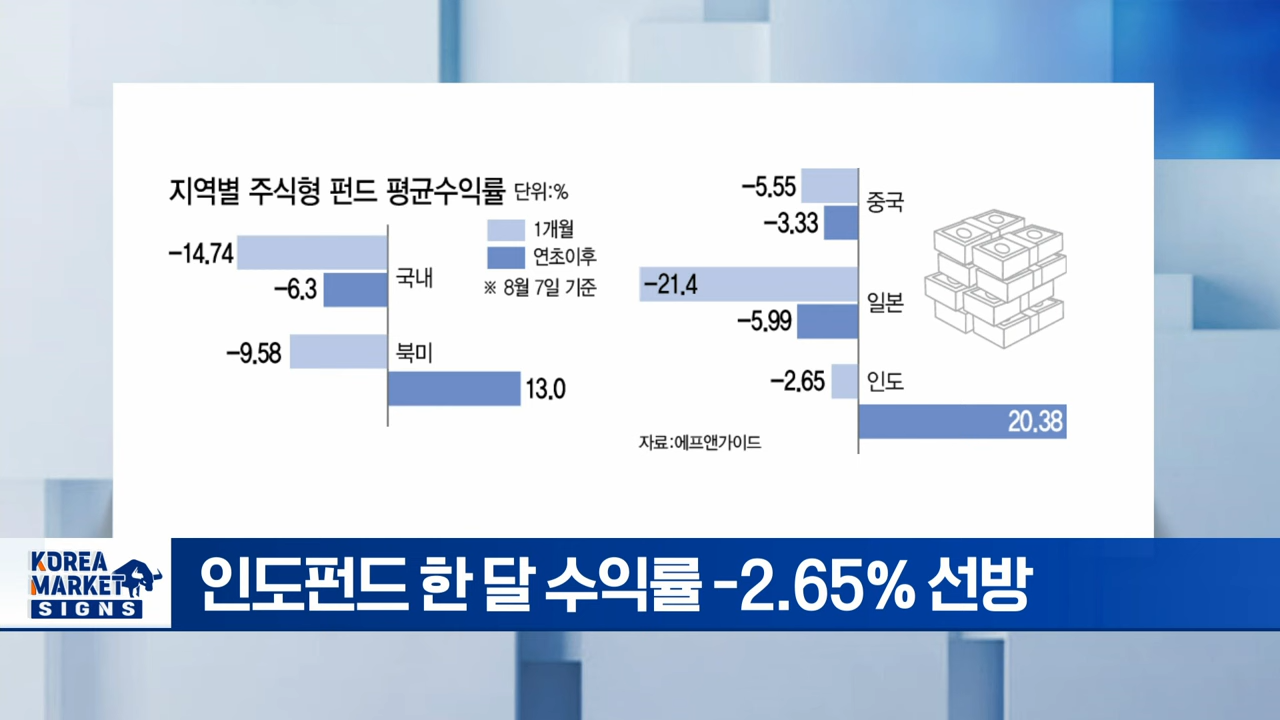 지역별 주식형 펀드 평균수익률 단위:%
1개월
연초이후
※ 8월 7일 기준
-14.74
-6.3
국내
-9.58
북미
13.0
-5.55
-3.33
중국
-21.4
-5.99
일본
-2.65
인도
20.38
자료:에프앤가이드
KOREA
MARKET
SIGNS
인도펀드 한 달 수익률 -2.65% 선방